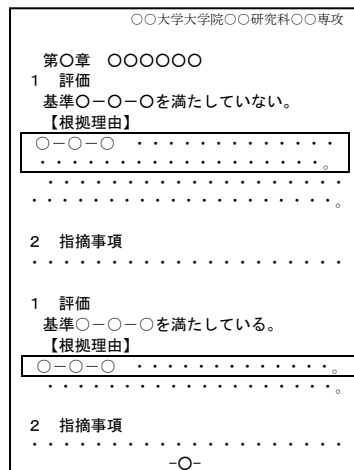 ○○大学大学院○○研究科○○専攻
第○章　○○○○○○
１　評価
基準○－○－○を満たしていない。
【根拠理由】
○－○－○　・・・・・・・・・・・・・
・・・・・・・・・・・・・・・・・・。
・・・・・・・・・・・・・・・・・・
・・・・・・・・・・・・・・・・・・・。
２　指摘事項
・・・・・・・・・・・・・・・・・・・
１　評価
基準○－○－○を満たしている。
【根拠理由】
○－○－○　・・・・・・・・・・・・。
・・・・・・・・・・・・・・・・・。
２　指摘事項
・・・・・・・・・・・・・・・・・・・
－○－